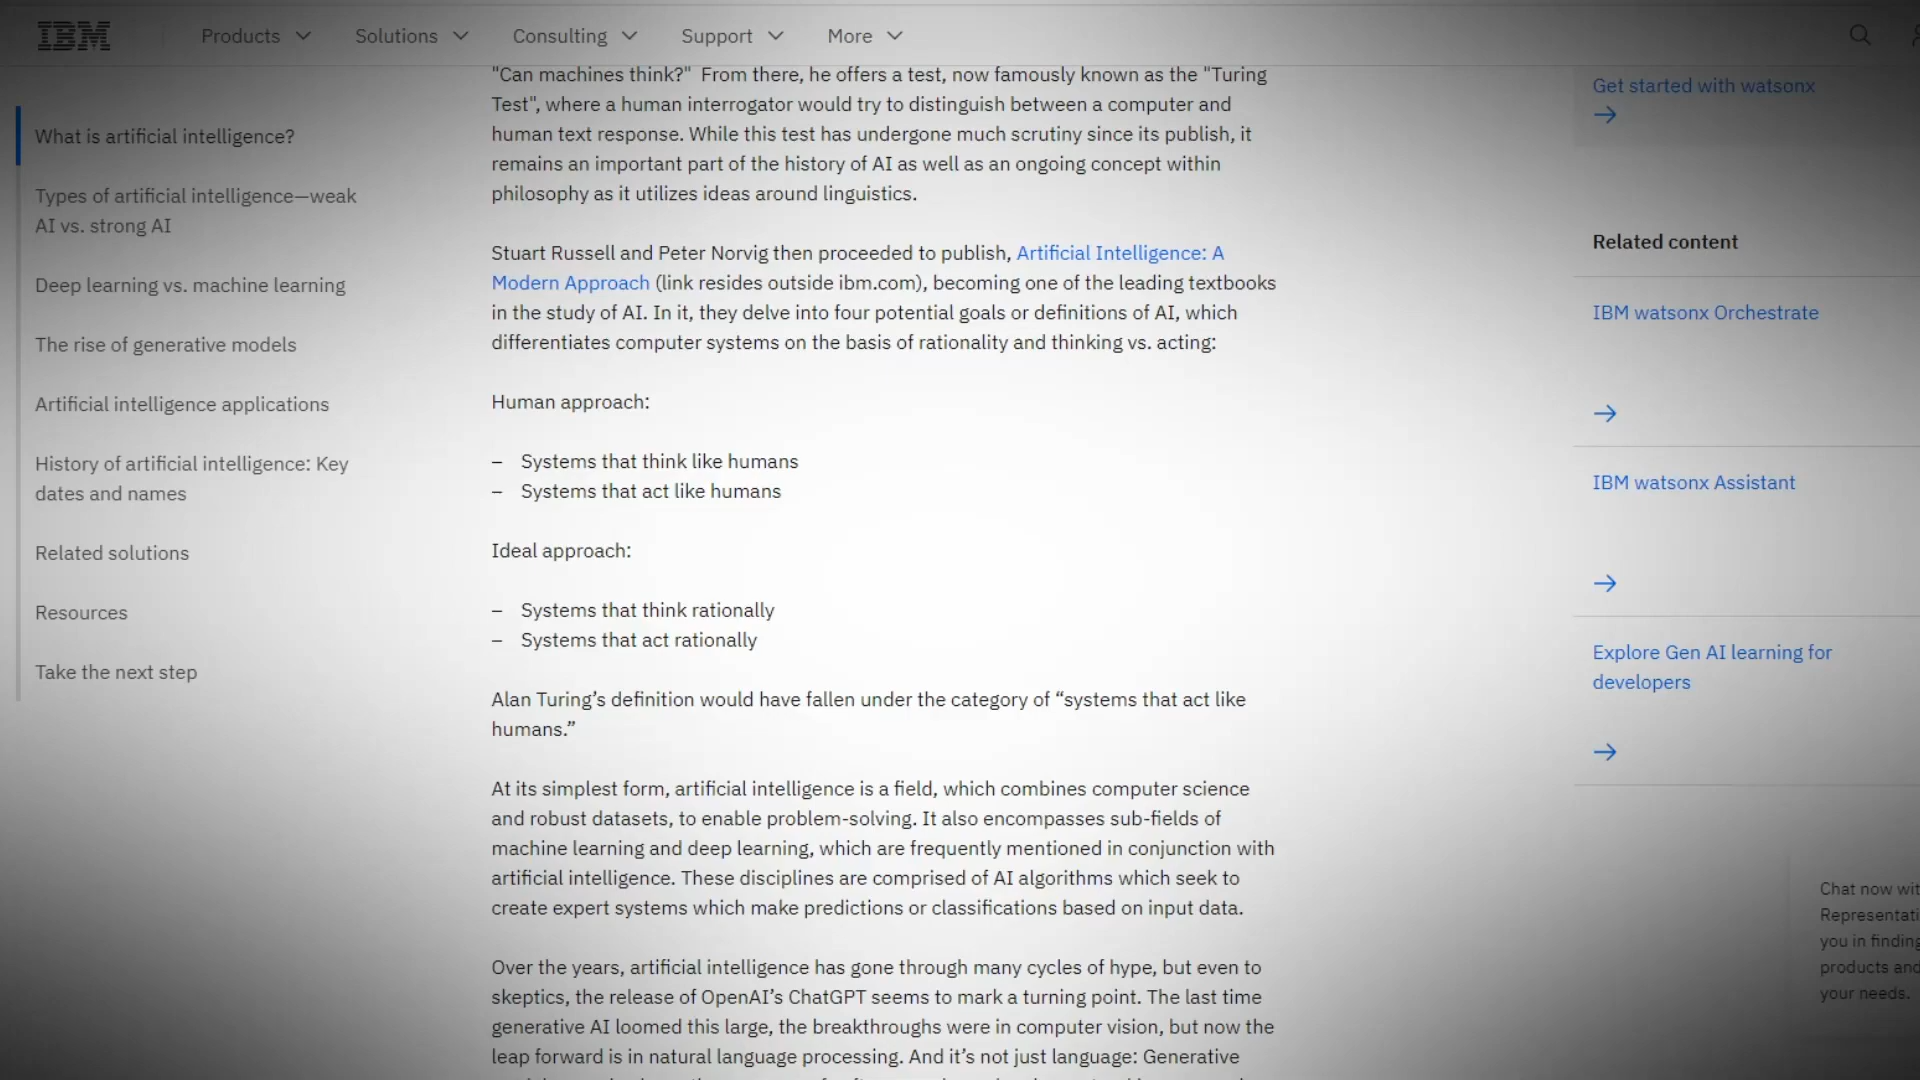 IBM
Products
Solutions
Consulting
Support
More
What is artificial intelligence?
Types of artificial intelligence—weak
AI vs. strong AI
Deep learning vs. machine learning
The rise of generative models
Artificial intelligence applications
History of artificial intelligence: Key
dates and names
Related solutions
Resources
Take the next step
"Can machines think?"  From there, he offers a test, now famously known as the "Turing
Test", where a human interrogator would try to distinguish between a computer and
human text response. While this test has undergone much scrutiny since its publish, it
remains an important part of the history of AI as well as an ongoing concept within
philosophy as it utilizes ideas around linguistics.
Stuart Russell and Peter Norvig then proceeded to publish, Artificial Intelligence: A
Modern Approach (link resides outside ibm.com), becoming one of the leading textbooks
in the study of AI. In it, they delve into four potential goals or definitions of AI, which
differentiates computer systems on the basis of rationality and thinking vs. acting:
Human approach:
– Systems that think like humans
– Systems that act like humans
Ideal approach:
– Systems that think rationally
– Systems that act rationally
Alan Turing’s definition would have fallen under the category of “systems that act like
humans.”
At its simplest form, artificial intelligence is a field, which combines computer science
and robust datasets, to enable problem-solving. It also encompasses sub-fields of
machine learning and deep learning, which are frequently mentioned in conjunction with
artificial intelligence. These disciplines are comprised of AI algorithms which seek to
create expert systems which make predictions or classifications based on input data.
Over the years, artificial intelligence has gone through many cycles of hype, but even to
skeptics, the release of OpenAI’s ChatGPT seems to mark a turning point. The last time
generative AI loomed this large, the breakthroughs were in computer vision, but now the
leap forward is in natural language processing. And it’s not just language: Generative
Get started with watsonx
Related content
IBM watsonx Orchestrate
IBM watsonx Assistant
Explore Gen AI learning for
developers
Chat now wit
Representati
you in finding
products and
your needs.